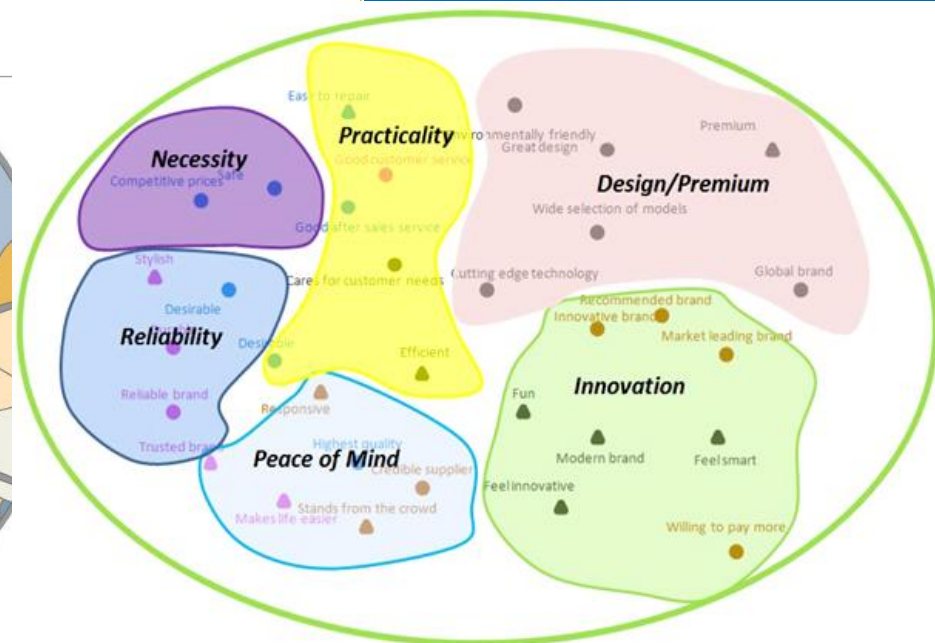 Necessity
Competitive prices
Safe
Easy to repair
Practicality
Good customer service
Good after sales service
Cares for customer needs
Efficient
Environmentally friendly
Great design
Premium
Design/Premium
Wide selection of models
Cutting edge technology
Global brand
Stylish
Desirable
Reliability
Desirable
Reliable brand
Trusted brand
Responsive
Highest quality
Peace of Mind
Credible supplier
Stands from the crowd
Makes life easier
Recommended brand
Innovative brand
Market leading brand
Innovation
Fun
Modern brand
Feel smart
Feel innovative
Willing to pay more